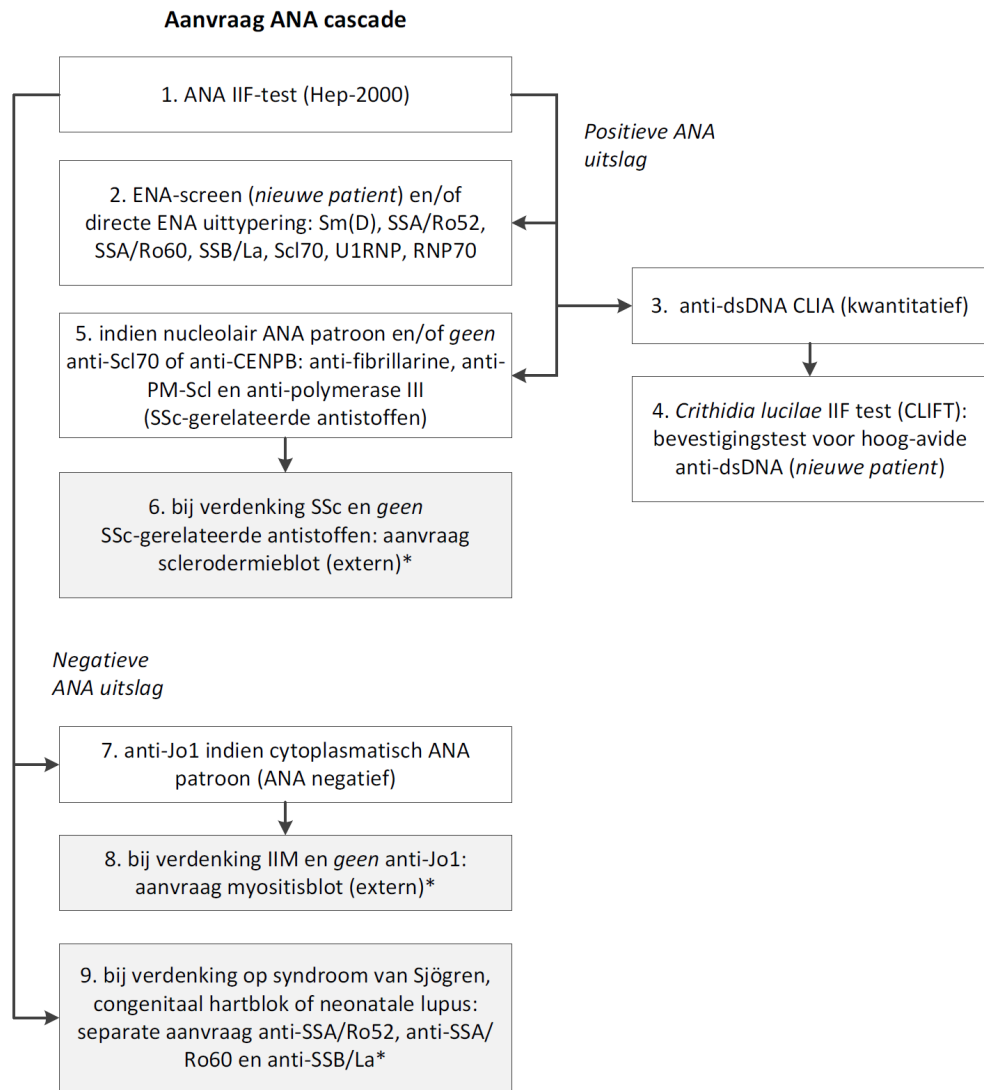 Aanvraag ANA cascade
1. ANA IIF-test (Hep-2000)
Positieve ANA
uitslag
2. ENA-screen (nieuwe patient) en/of
directe ENA uittypering: Sm(D), SSA/Ro52,
SSA/Ro60, SSB/La, Scl70, U1RNP, RNP70
3. anti-dsDNA CLIA (kwantitatief)
4. Crithidia lucilae IIF test (CLIFT):
bevestigingstest voor hoog-avide
anti-dsDNA (nieuwe patient)
5. indien nucleolair ANA patroon en/of geen
anti-Scl70 of anti-CENPB: anti-fibrillarine, anti-
PM-Scl en anti-polymerase III
(SSc-gerelateerde antistoffen)
6. bij verdenking SSc en geen
SSc-gerelateerde antistoffen: aanvraag
sclerodermieblot (extern)*
Negatieve
ANA uitslag
7. anti-Jo1 indien cytoplasmatisch ANA
patroon (ANA negatief)
8. bij verdenking IIM en geen anti-Jo1:
aanvraag myositisblot (extern)*
9. bij verdenking op syndroom van Sjögren,
congenitaal hartblok of neonatale lupus:
separate aanvraag anti-SSA/Ro52, anti-SSA/
Ro60 en anti-SSB/La*